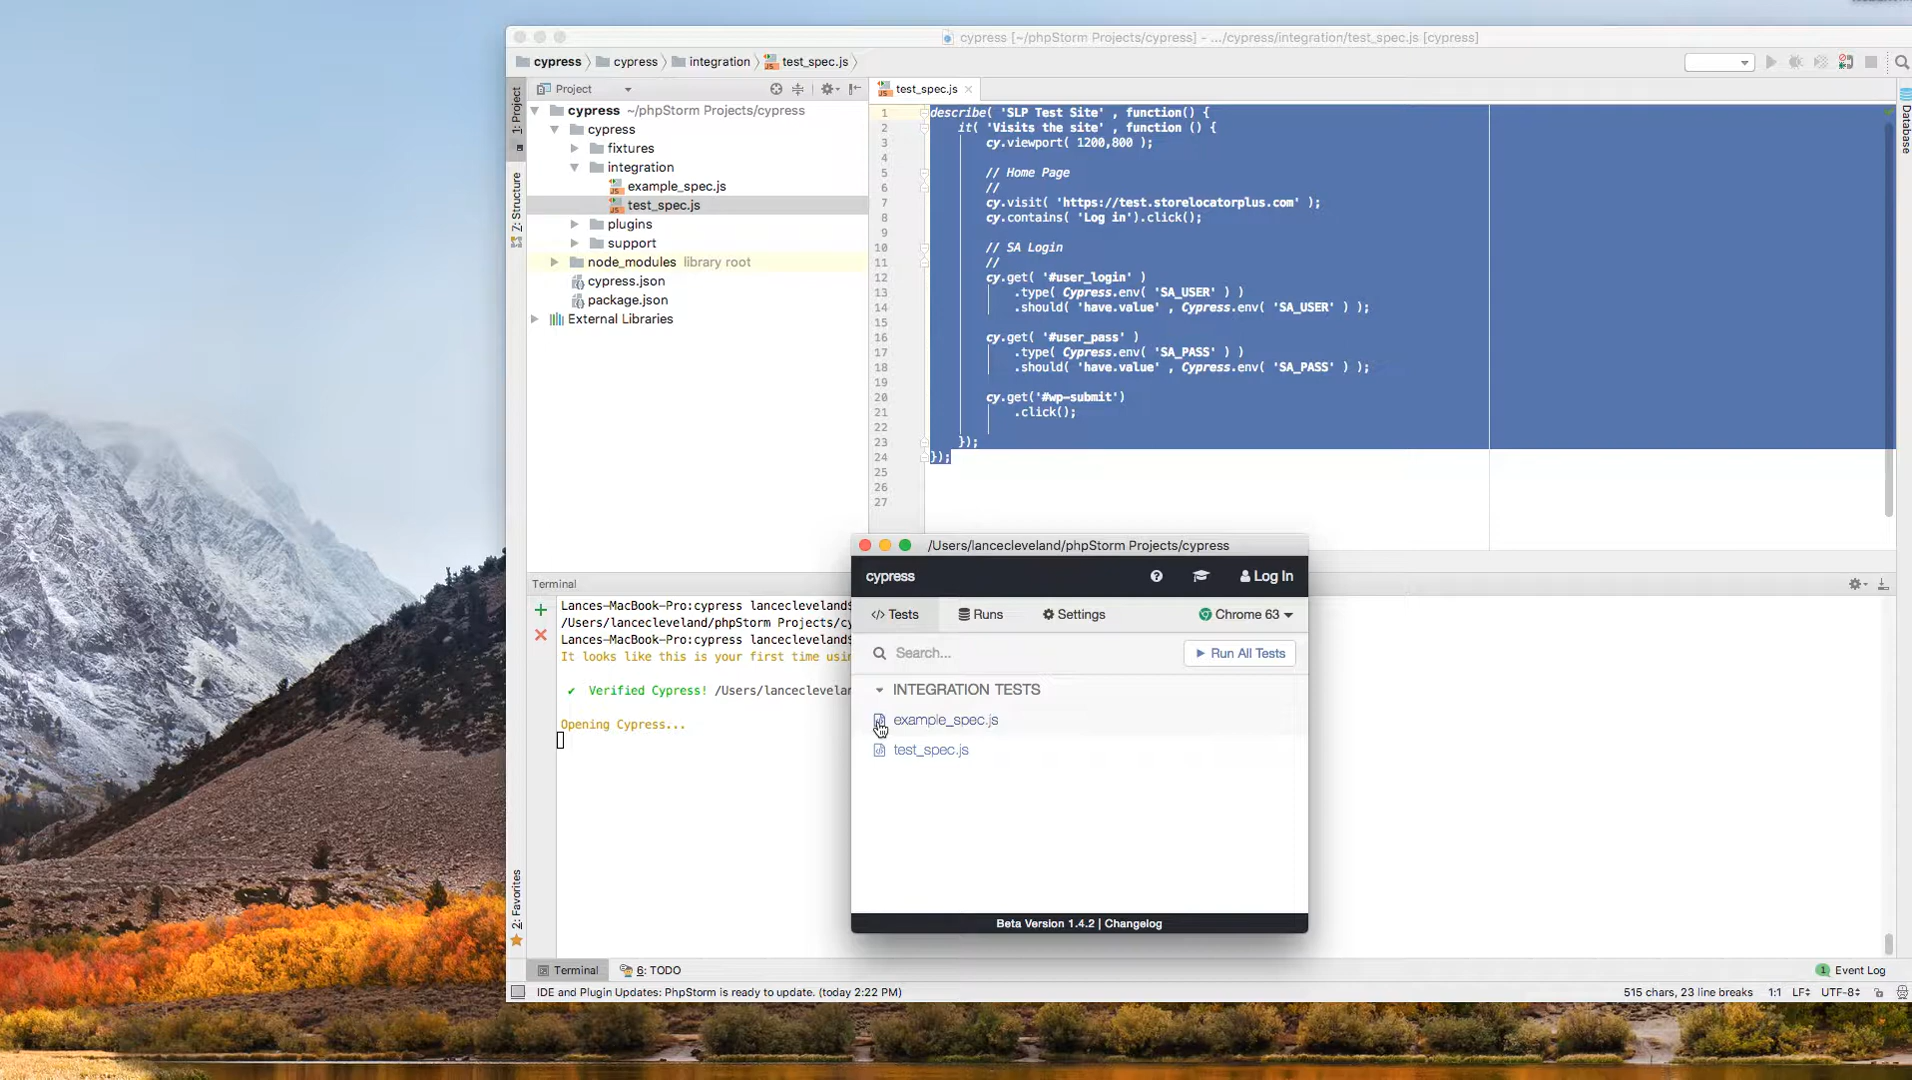 cypress [~/phpStorm Projects/cypress] - .../cypress/integration/test_spec.js [cypress]
cypress cypress integration test_spec.js
1: Project
Z: Structure
2: Favorites
Project
cypress ~/phpStorm Projects/cypress
cypress
fixtures
integration
example_spec.js
test_spec.js
plugins
support
node_modules library root
cypress.json
package.json
External Libraries
test_spec.js
1 describe( 'SLP Test Site' , function() {
2 it( 'Visits the site' , function () {
3 cy.viewport( 1200,800 );
4
5 // Home Page
6 //
7 cy.visit( 'https://test.storelocatorplus.com' );
8 cy.contains( 'Log in').click();
9
10 // SA Login
11 //
12 cy.get( '#user_login' )
13 .type( Cypress.env( 'SA_USER' ) )
14 .should( 'have.value' , Cypress.env( 'SA_USER' ) );
15
16 cy.get( '#user_pass' )
17 .type( Cypress.env( 'SA_PASS' ) )
18 .should( 'have.value' , Cypress.env( 'SA_PASS' ) );
19
20 cy.get('#wp-submit')
21 .click();
22
23 });
24 });
25
26
27
Database
Terminal
Lances-MacBook-Pro:cypress lancecleveland$
/Users/lancecleveland/phpStorm Projects/cy
Lances-MacBook-Pro:cypress lancecleveland$
It looks like this is your first time usin
✔ Verified Cypress! /Users/lancecleveland
Opening Cypress...
/Users/lancecleveland/phpStorm Projects/cypress
cypress Log In
</> Tests Runs Settings Chrome 63
Search... Run All Tests
INTEGRATION TESTS
example_spec.js
test_spec.js
Beta Version 1.4.2 | Changelog
Terminal 6: TODO 1 Event Log
IDE and Plugin Updates: PhpStorm is ready to update. (today 2:22 PM) 515 chars, 23 line breaks 1:1 LF UTF-8